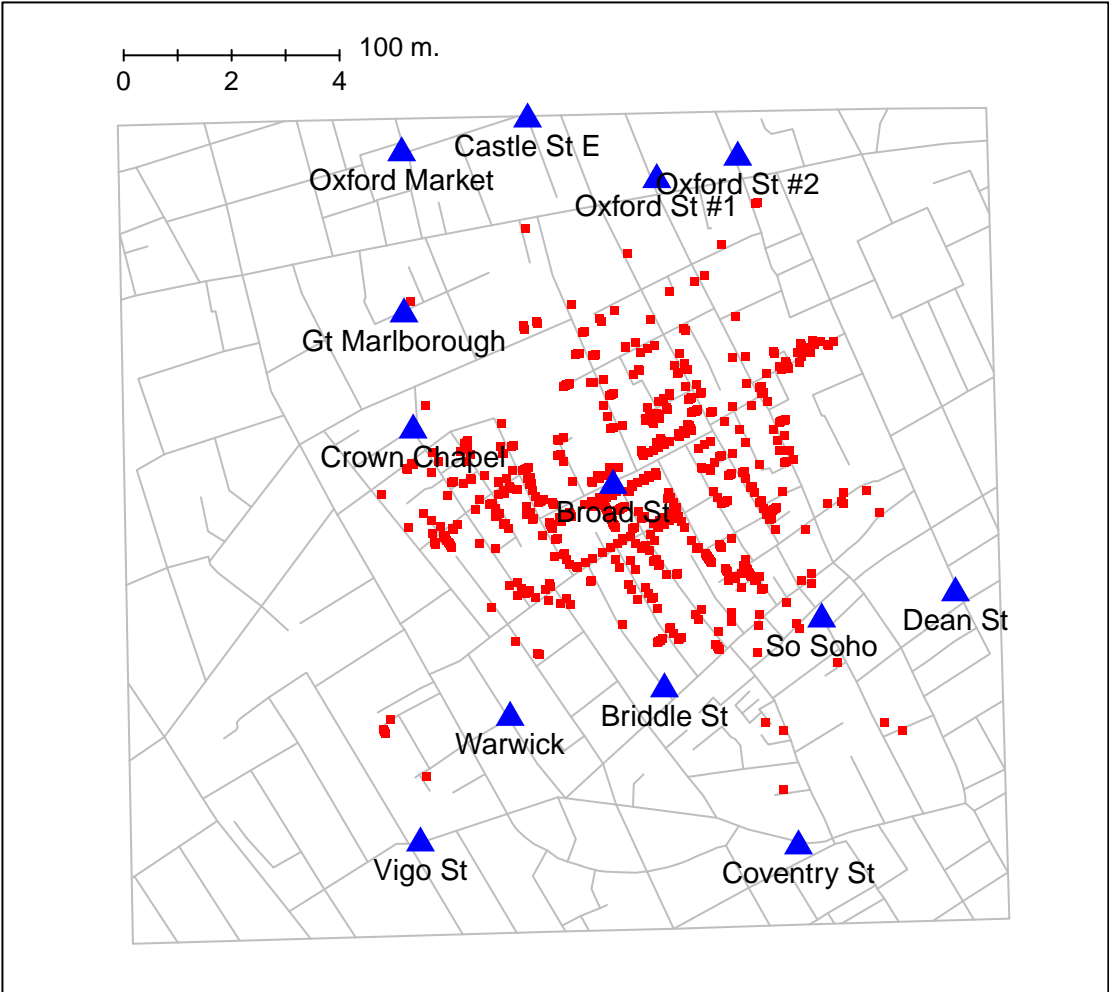 100 m.
0 2 4
Castle St E
Oxford Market
Oxford St #2
Oxford St #1
Gt Marlborough
Crown Chapel
Broad St
Dean St
So Soho
Briddle St
Warwick
Vigo St
Coventry St